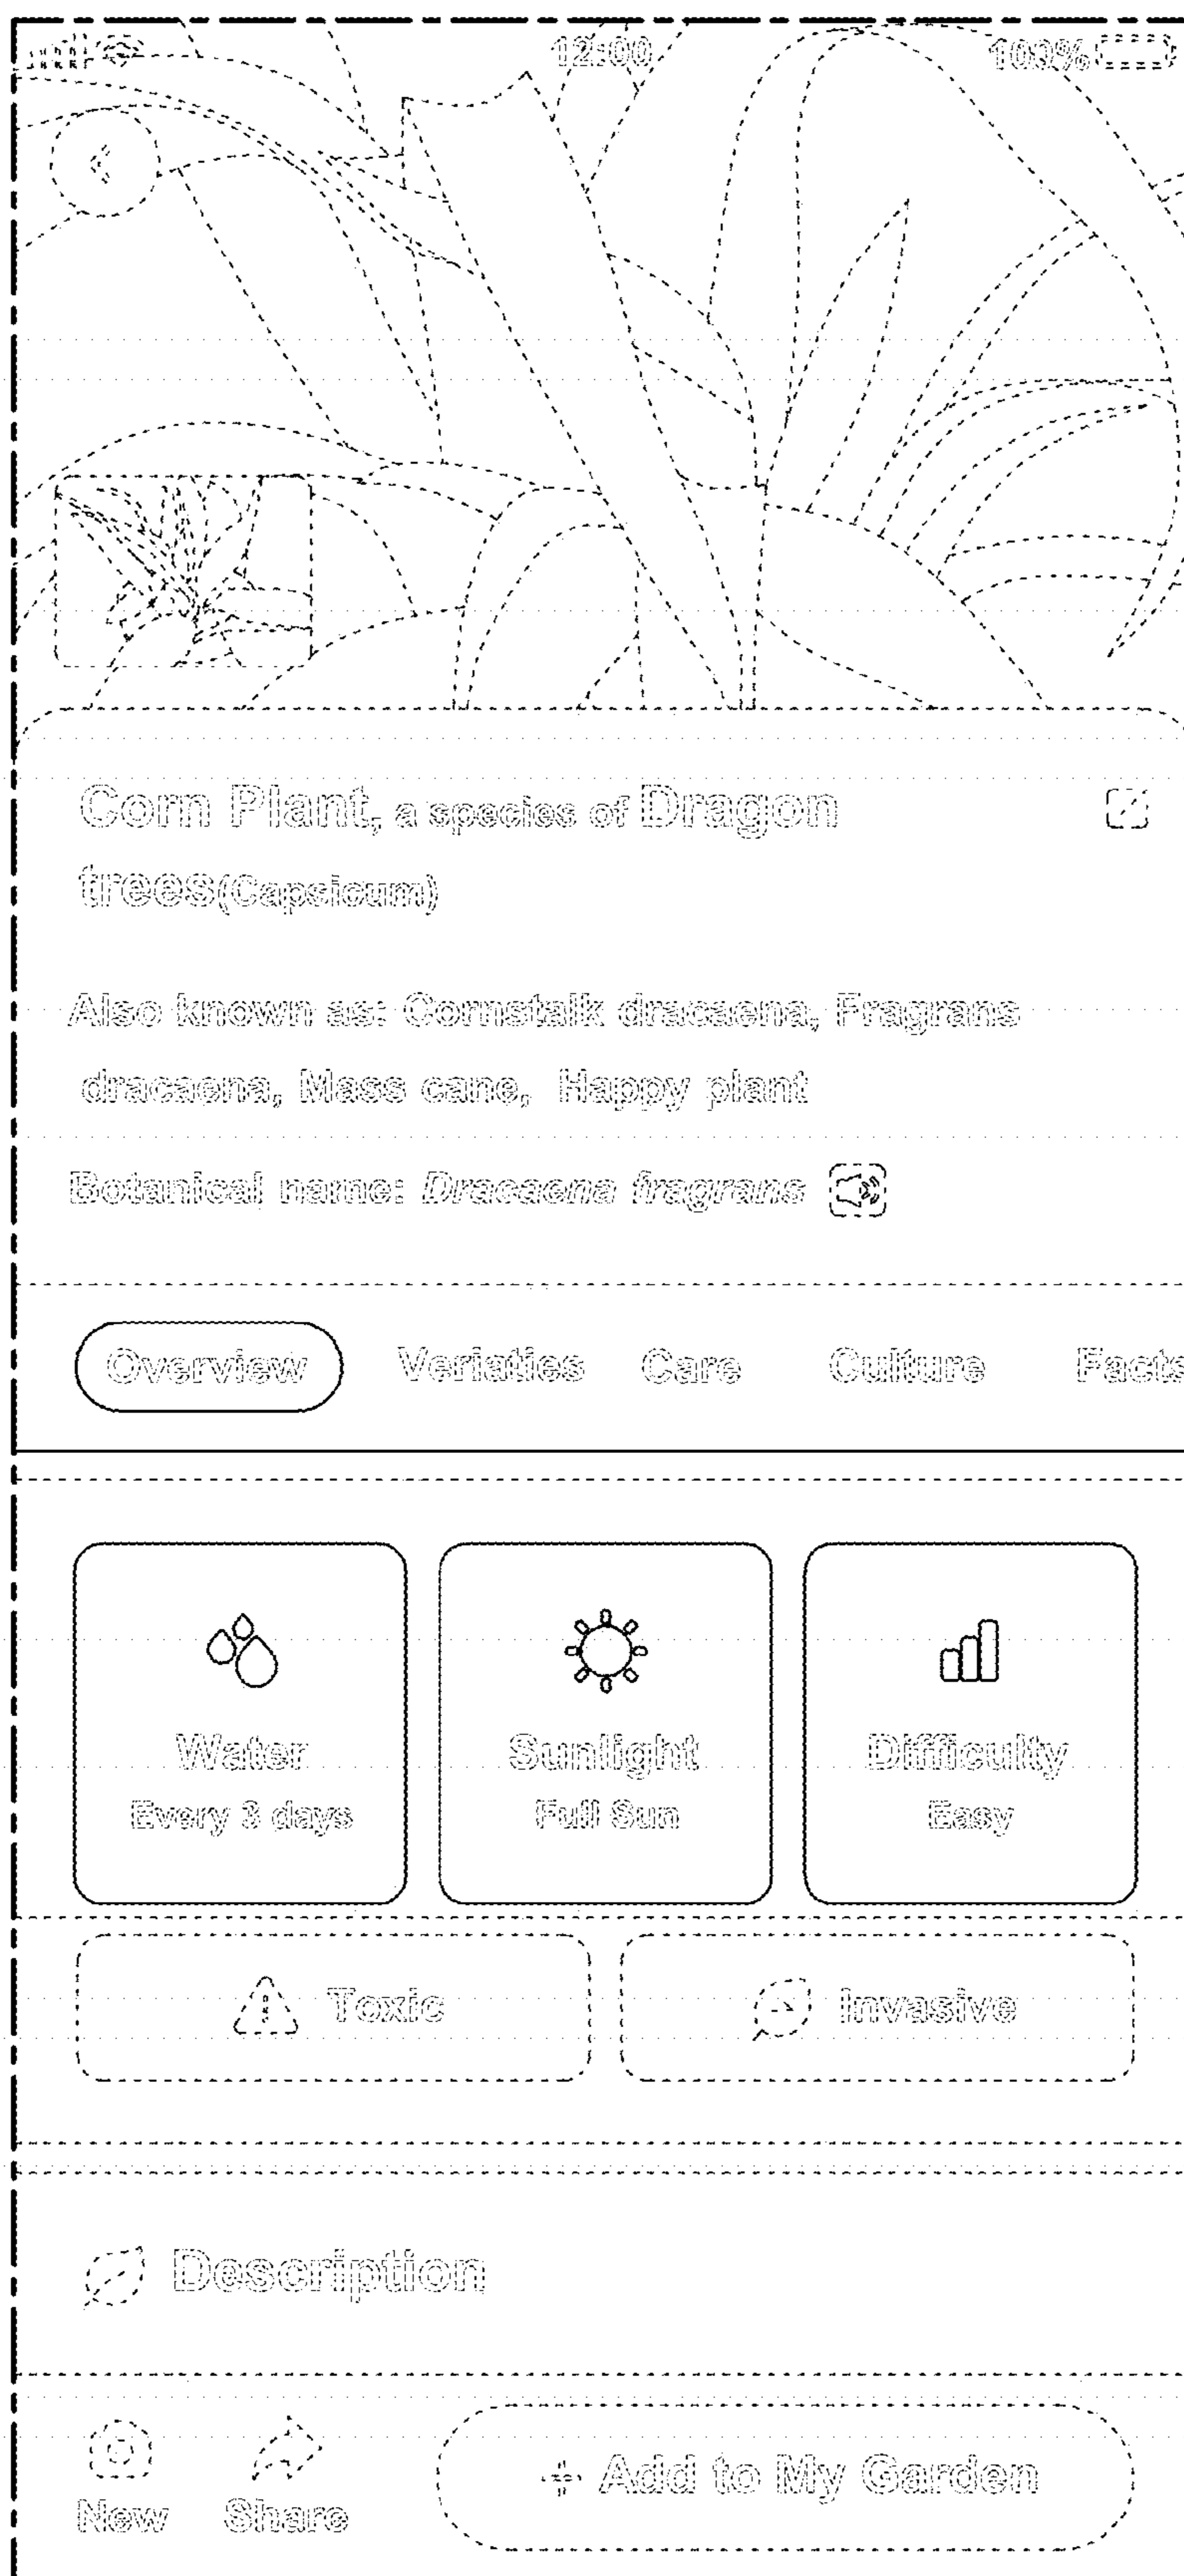 12:00 100%
Corn Plant, a species of Dragon
trees(Capsicum)
Also known as: Cornstalk dracaena, Fragrans
dracaena, Mass cane, Happy plant
Botanical name: Dracaena fragrans
Overview Veriaties Care Culture Facts
Water Sunlight Difficulty
Every 3 days Full Sun Easy
Toxic Invasive
Description
+ Add to My Garden
New Share